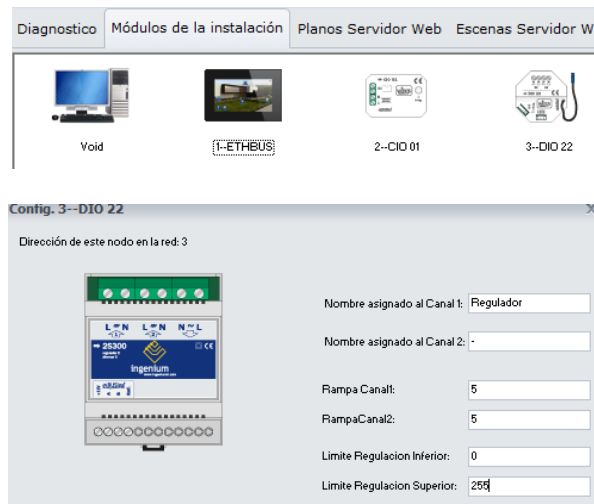 Diagnostico Módulos de la instalación Planos Servidor Web Escenas Servidor W
Void 1--ETHBUS 2--CIO 01 3--DIO 22
Config. 3--DIO 22 X
Dirección de este nodo en la red: 3
Nombre asignado al Canal 1: Regulador
L N L N N L
Nombre asignado al Canal 2: -
2S300
ingenium
Rampa Canal1: 5
RampaCanal2: 5
Limite Regulacion Inferior: 0
Limite Regulacion Superior: 255